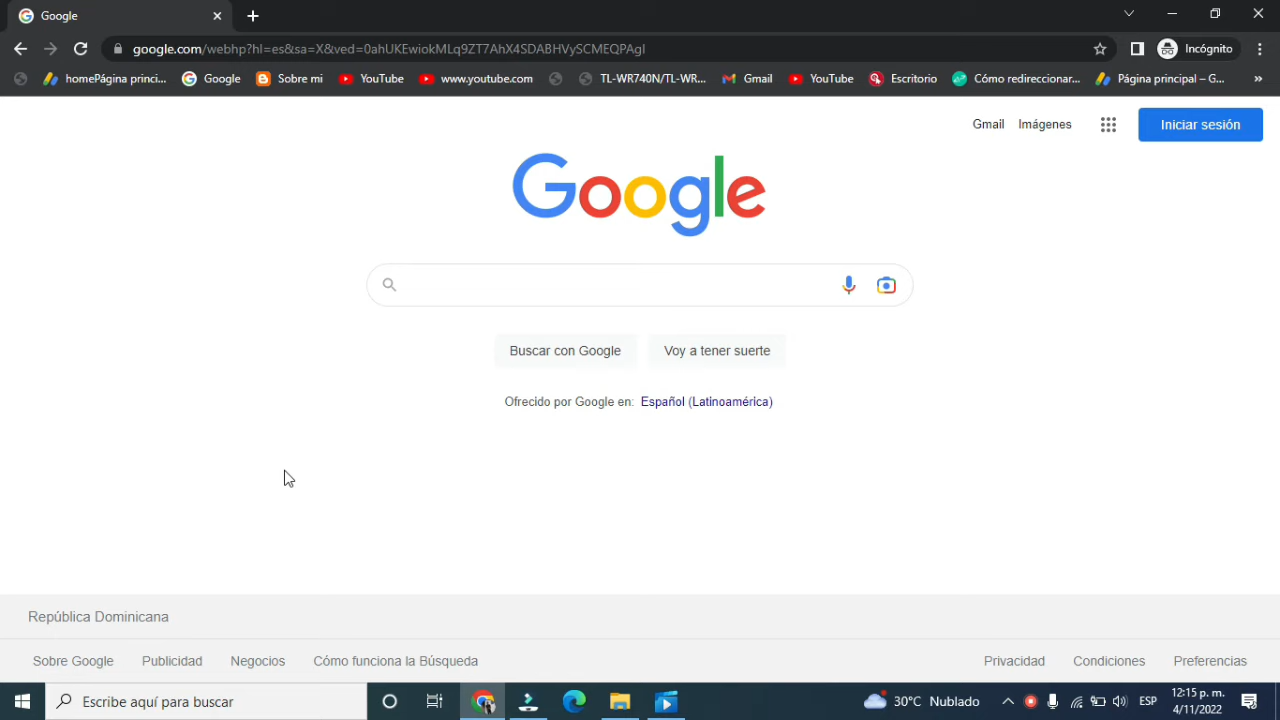 Google
google.com/webhp?hl=es&sa=X&ved=0ahUKEwiokMLq9ZT7AhX4SDABHVySCMEQPAgI
Incógnito
homePágina princi... Google Sobre mi YouTube www.youtube.com TL-WR740N/TL-WR... Gmail YouTube Escritorio Cómo redireccionar... Página principal – G... »
Gmail Imágenes Iniciar sesión
Google
Buscar con Google Voy a tener suerte
Ofrecido por Google en: Español (Latinoamérica)
República Dominicana
Sobre Google Publicidad Negocios Cómo funciona la Búsqueda Privacidad Condiciones Preferencias
Escribe aquí para buscar 30°C Nublado ESP 12:15 p. m.
4/11/2022